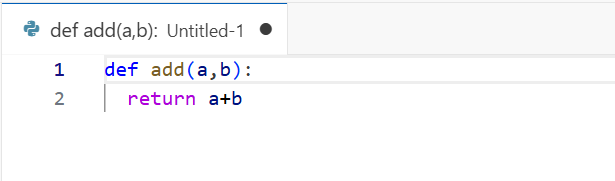 def add(a,b): Untitled-1
1 def add(a,b):
2 return a+b